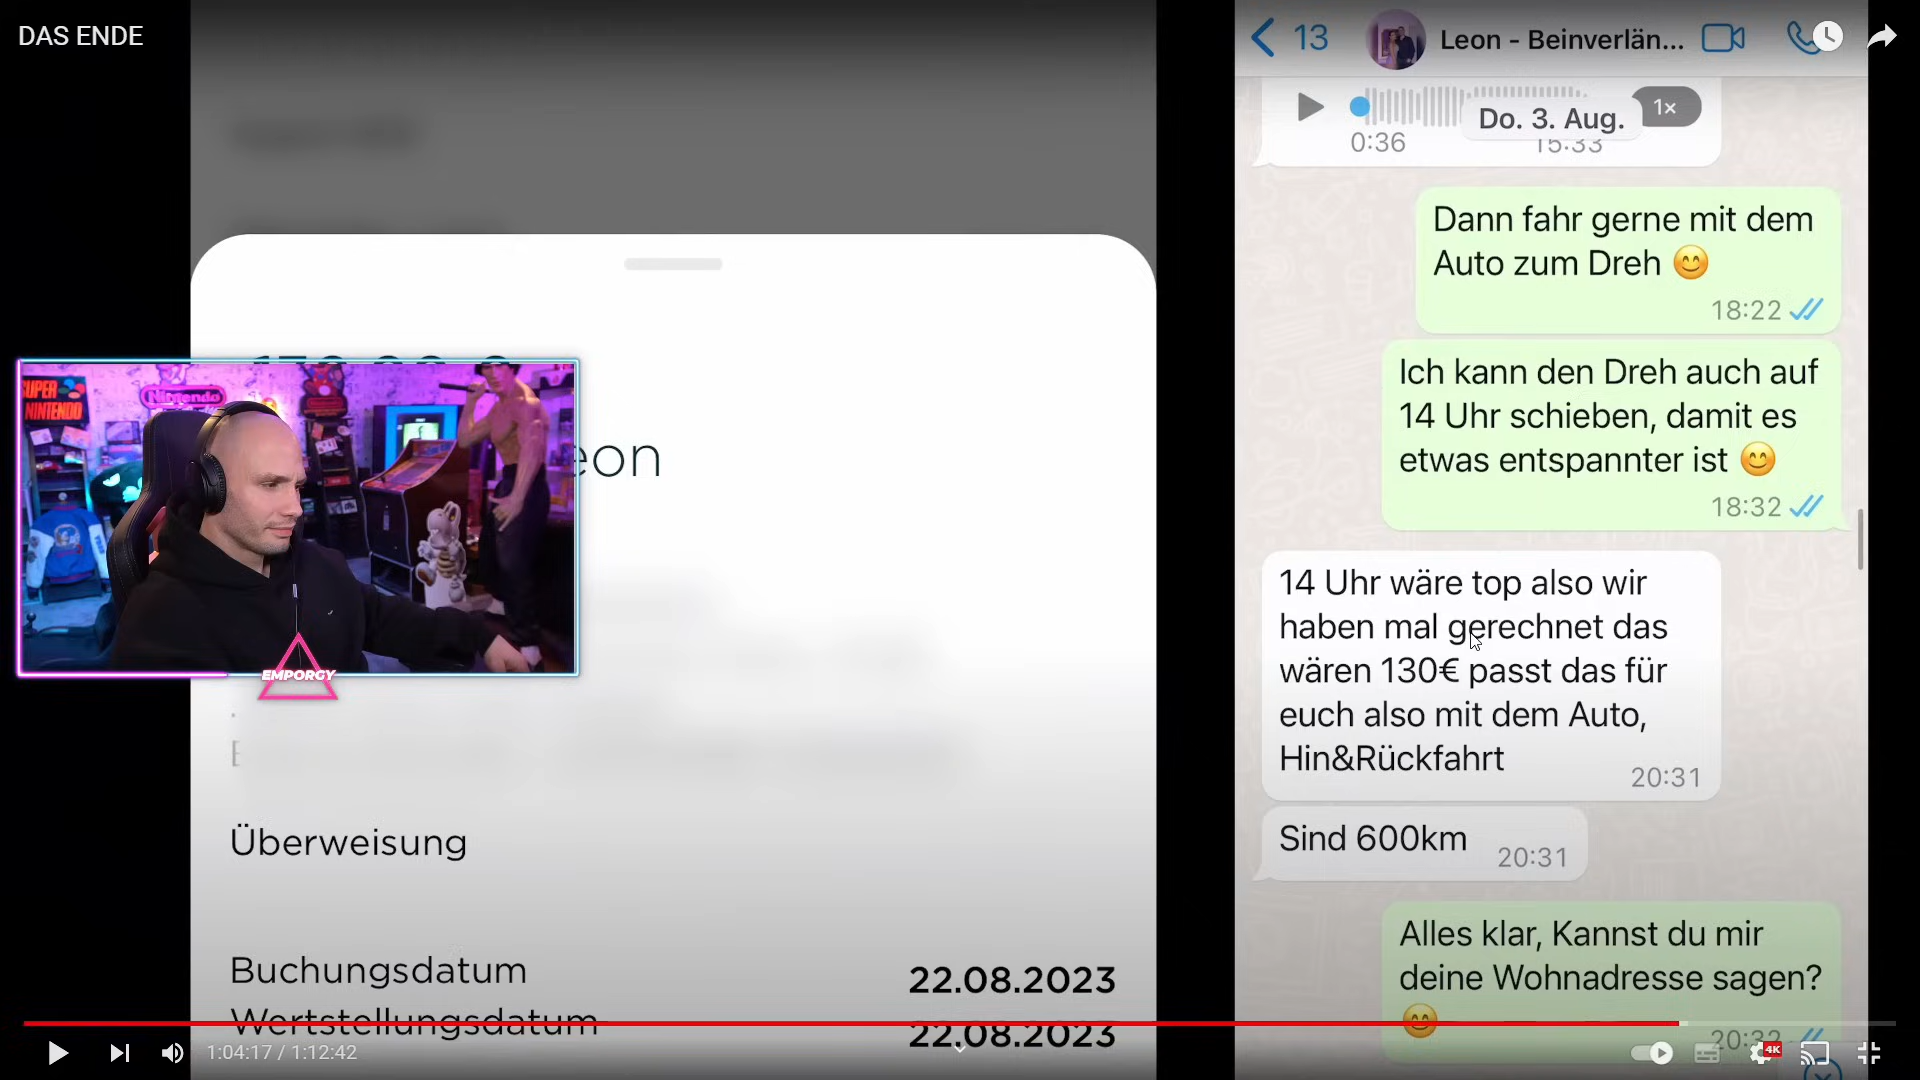 DAS ENDE
13
Leon - Beinverlän...
1×
Do. 3. Aug.
0:36
15:33
Dann fahr gerne mit dem
Auto zum Dreh 😊
18:22
Ich kann den Dreh auch auf
14 Uhr schieben, damit es
etwas entspannter ist 😊
18:32
14 Uhr wäre top also wir
haben mal gerechnet das
wären 130€ passt das für
euch also mit dem Auto,
Hin&Rückfahrt
20:31
Sind 600km
20:31
Alles klar, Kannst du mir
deine Wohnadresse sagen?
😊
20:32
eon
SUPER
NINTENDO
Nintendo
EMPORGY
Überweisung
Buchungsdatum
22.08.2023
Wertstellungsdatum
22.08.2023
1:04:17 / 1:12:42
4K